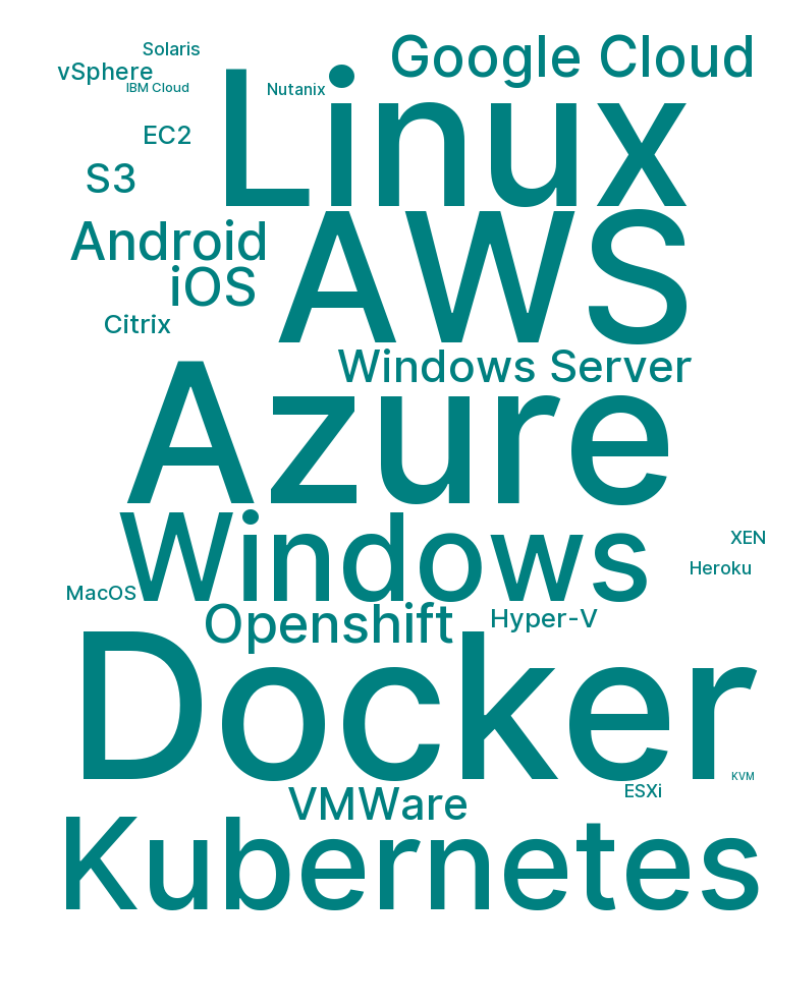 Solaris
Google Cloud
vSphere
IBM Cloud
Nutanix
Linux
EC2
S3
Android
AWS
iOS
Citrix
Windows Server
Azure
Windows
XEN
Heroku
MacOS
Openshift
Hyper-V
Docker
KVM
ESXi
VMWare
Kubernetes